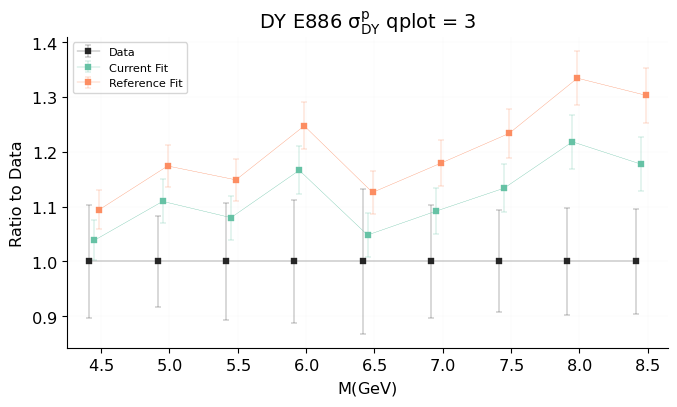 DY E886 σᵖDY qplot = 3
1.4
1.3
1.2
1.1
1.0
0.9
Ratio to Data
Data
Current Fit
Reference Fit
4.5 5.0 5.5 6.0 6.5 7.0 7.5 8.0 8.5
M(GeV)